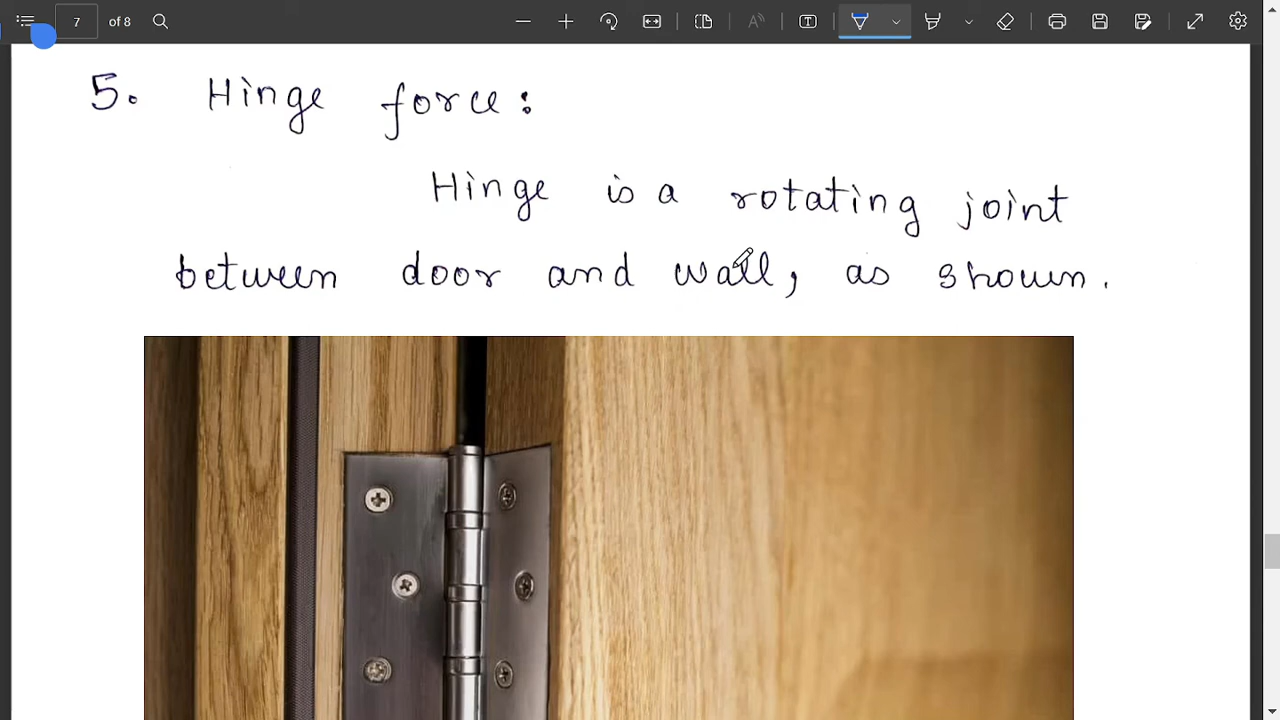 7 of 8
5. Hinge force:
Hinge is a rotating joint
between door and wall, as shown.